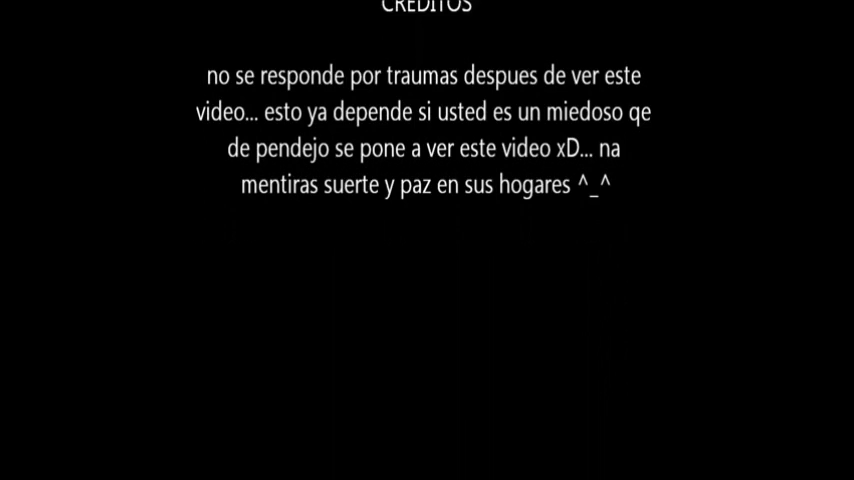 CREDITOS
no se responde por traumas despues de ver este
video... esto ya depende si usted es un miedoso qe
de pendejo se pone a ver este video xD... na
mentiras suerte y paz en sus hogares ^_^